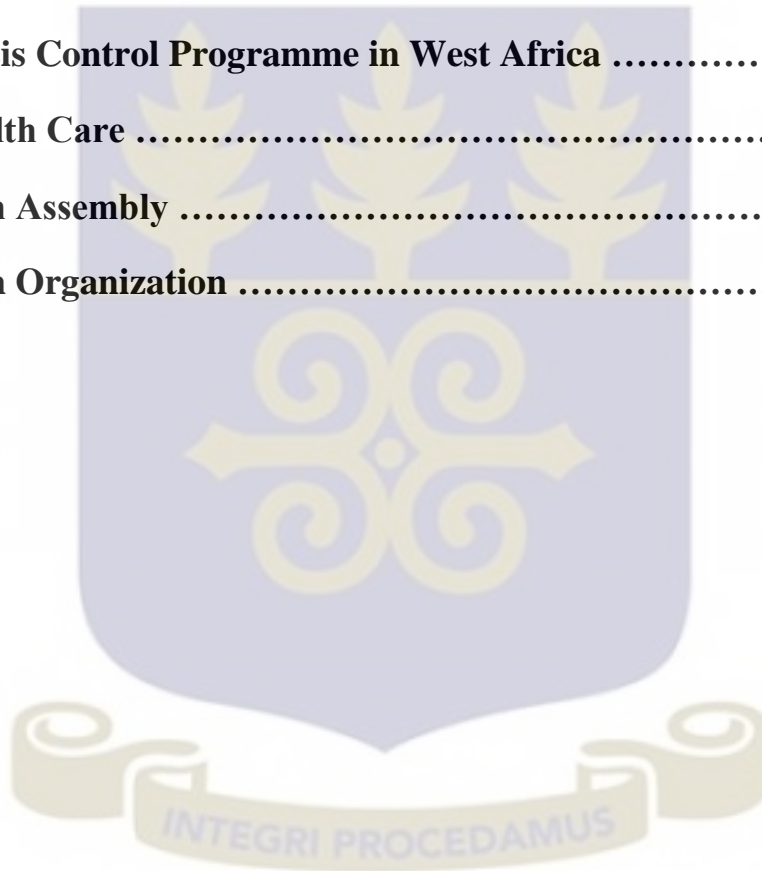 is Control Programme in West Africa …………
lth Care ……………………………………………
n Assembly …………………………………………
n Organization ……………………………………
INTEGRI PROCEDAMUS